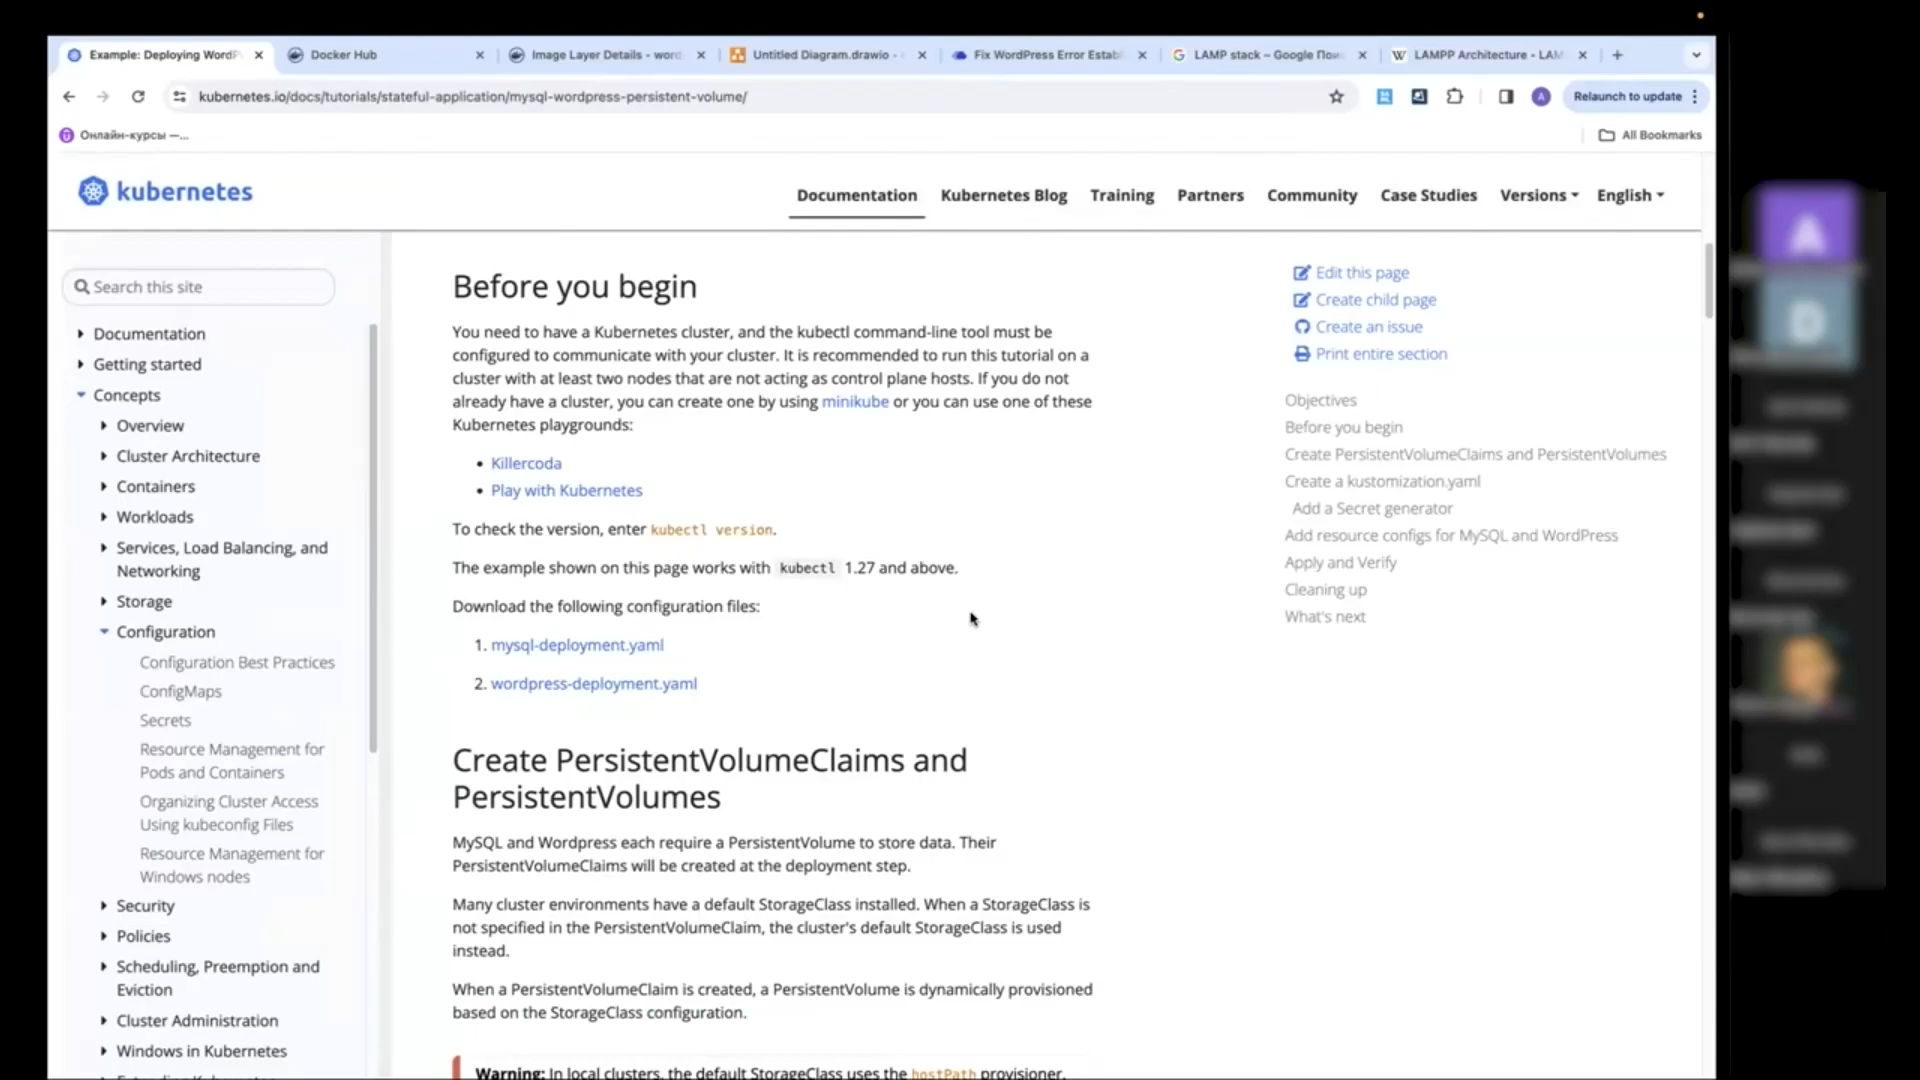 Example: Deploying WordP
Docker Hub
Image Layer Details - word
Untitled Diagram.drawio -
Fix WordPress Error Estab
LAMP stack – Google Пои
LAMPP Architecture - LAM
kubernetes.io/docs/tutorials/stateful-application/mysql-wordpress-persistent-volume/
A
Relaunch to update
Онлайн-курсы —...
All Bookmarks
kubernetes
Documentation
Kubernetes Blog
Training
Partners
Community
Case Studies
Versions
English
Search this site
Documentation
Getting started
Concepts
Overview
Cluster Architecture
Containers
Workloads
Services, Load Balancing, and
Networking
Storage
Configuration
Configuration Best Practices
ConfigMaps
Secrets
Resource Management for
Pods and Containers
Organizing Cluster Access
Using kubeconfig Files
Resource Management for
Windows nodes
Security
Policies
Scheduling, Preemption and
Eviction
Cluster Administration
Windows in Kubernetes
Before you begin
You need to have a Kubernetes cluster, and the kubectl command-line tool must be
configured to communicate with your cluster. It is recommended to run this tutorial on a
cluster with at least two nodes that are not acting as control plane hosts. If you do not
already have a cluster, you can create one by using minikube or you can use one of these
Kubernetes playgrounds:
• Killercoda
• Play with Kubernetes
To check the version, enter kubectl version.
The example shown on this page works with kubectl 1.27 and above.
Download the following configuration files:
1. mysql-deployment.yaml
2. wordpress-deployment.yaml
Create PersistentVolumeClaims and
PersistentVolumes
MySQL and Wordpress each require a PersistentVolume to store data. Their
PersistentVolumeClaims will be created at the deployment step.
Many cluster environments have a default StorageClass installed. When a StorageClass is
not specified in the PersistentVolumeClaim, the cluster's default StorageClass is used
instead.
When a PersistentVolumeClaim is created, a PersistentVolume is dynamically provisioned
based on the StorageClass configuration.
Warning: In local clusters, the default StorageClass uses the hostPath provisioner.
Edit this page
Create child page
Create an issue
Print entire section
Objectives
Before you begin
Create PersistentVolumeClaims and PersistentVolumes
Create a kustomization.yaml
Add a Secret generator
Add resource configs for MySQL and WordPress
Apply and Verify
Cleaning up
What's next
A
D